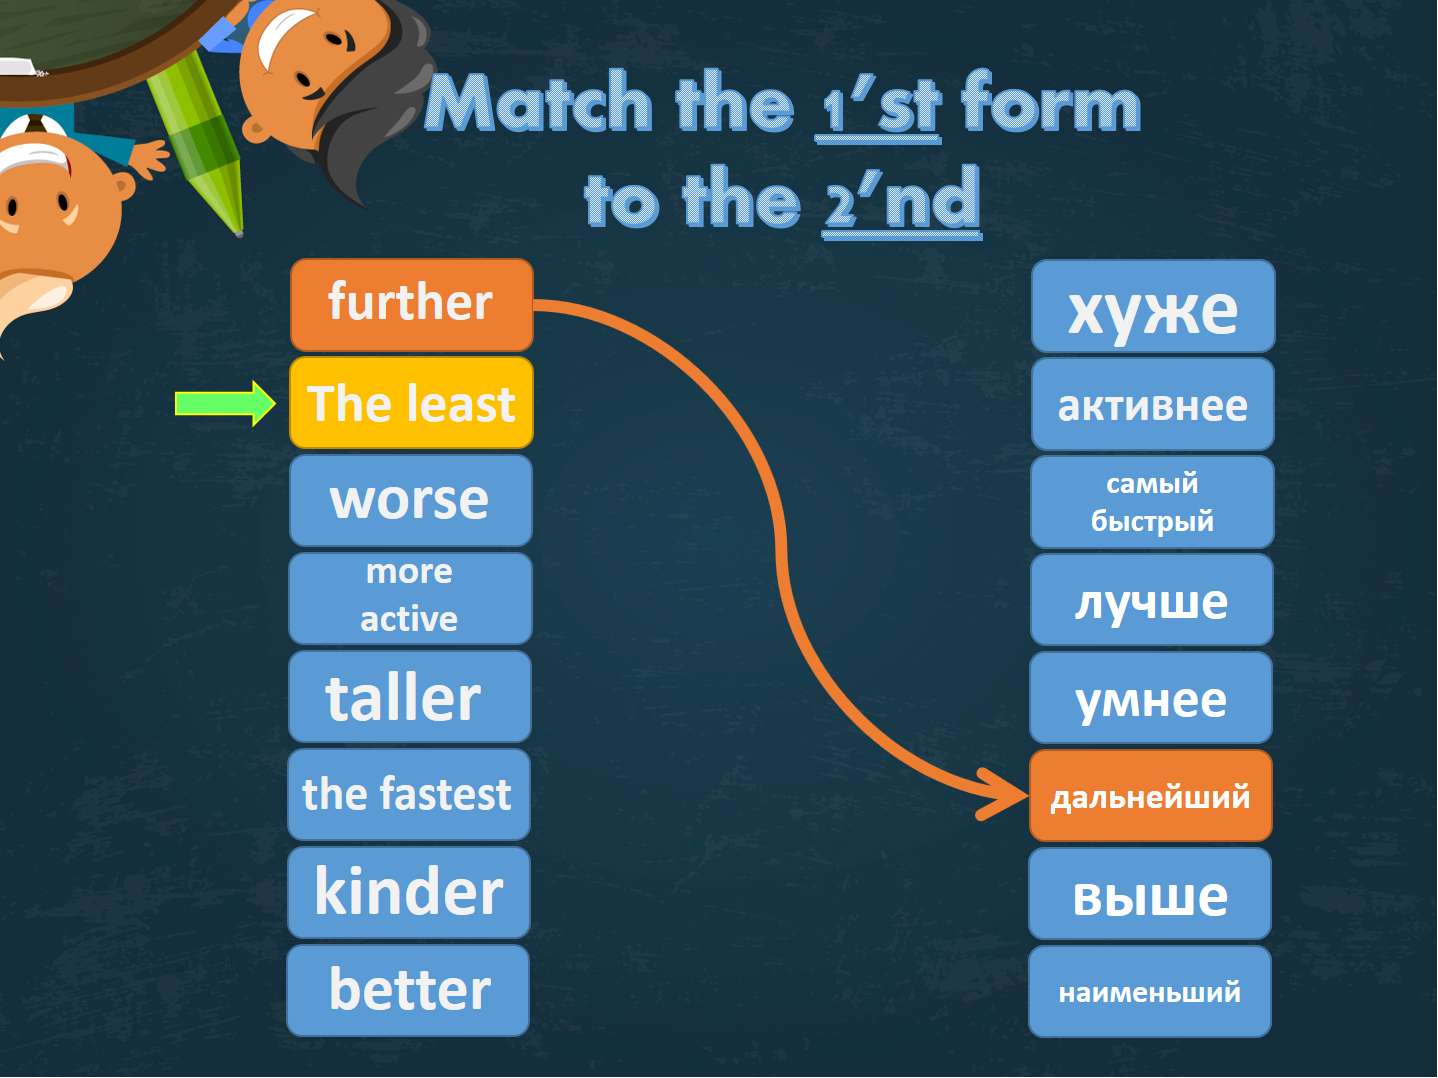 Match the 1'st form
to the 2'nd
further
The least
worse
more
active
taller
the fastest
kinder
better
хуже
активнее
самый
быстрый
лучше
умнее
дальнейший
выше
наименьший